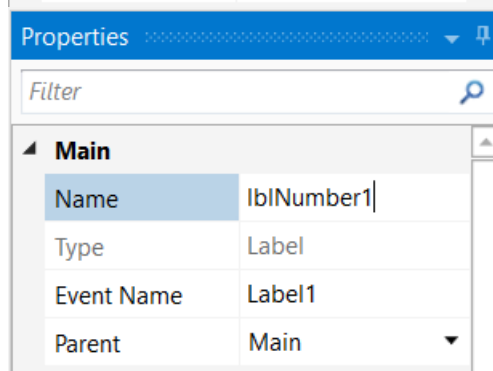 Properties
Filter
Main
Name lblNumber1
Type Label
Event Name Label1
Parent Main